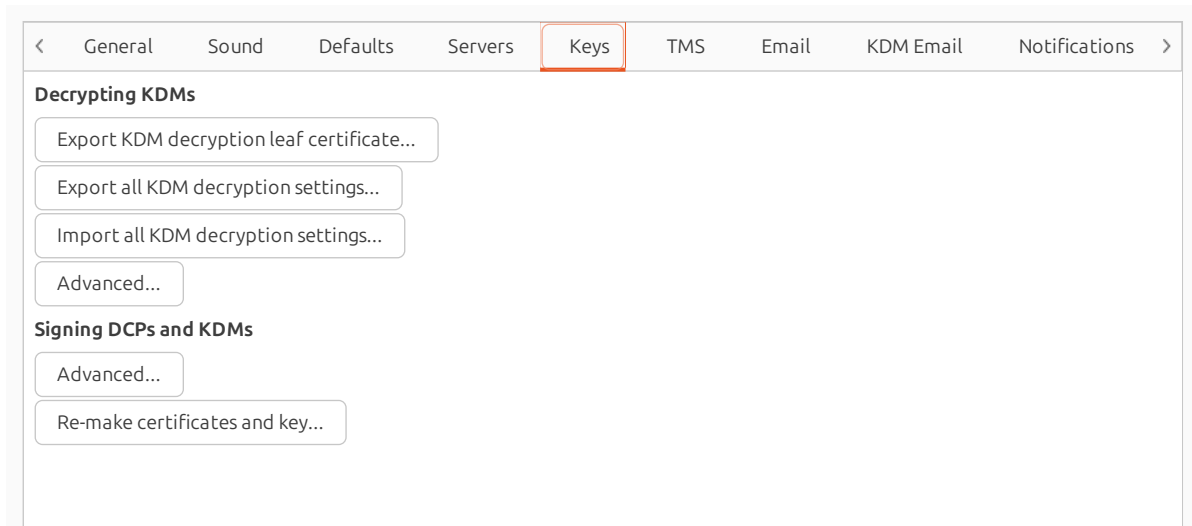 General Sound Defaults Servers Keys TMS Email KDM Email Notifications
Decrypting KDMs
Export KDM decryption leaf certificate...
Export all KDM decryption settings...
Import all KDM decryption settings...
Advanced...
Signing DCPs and KDMs
Advanced...
Re-make certificates and key...